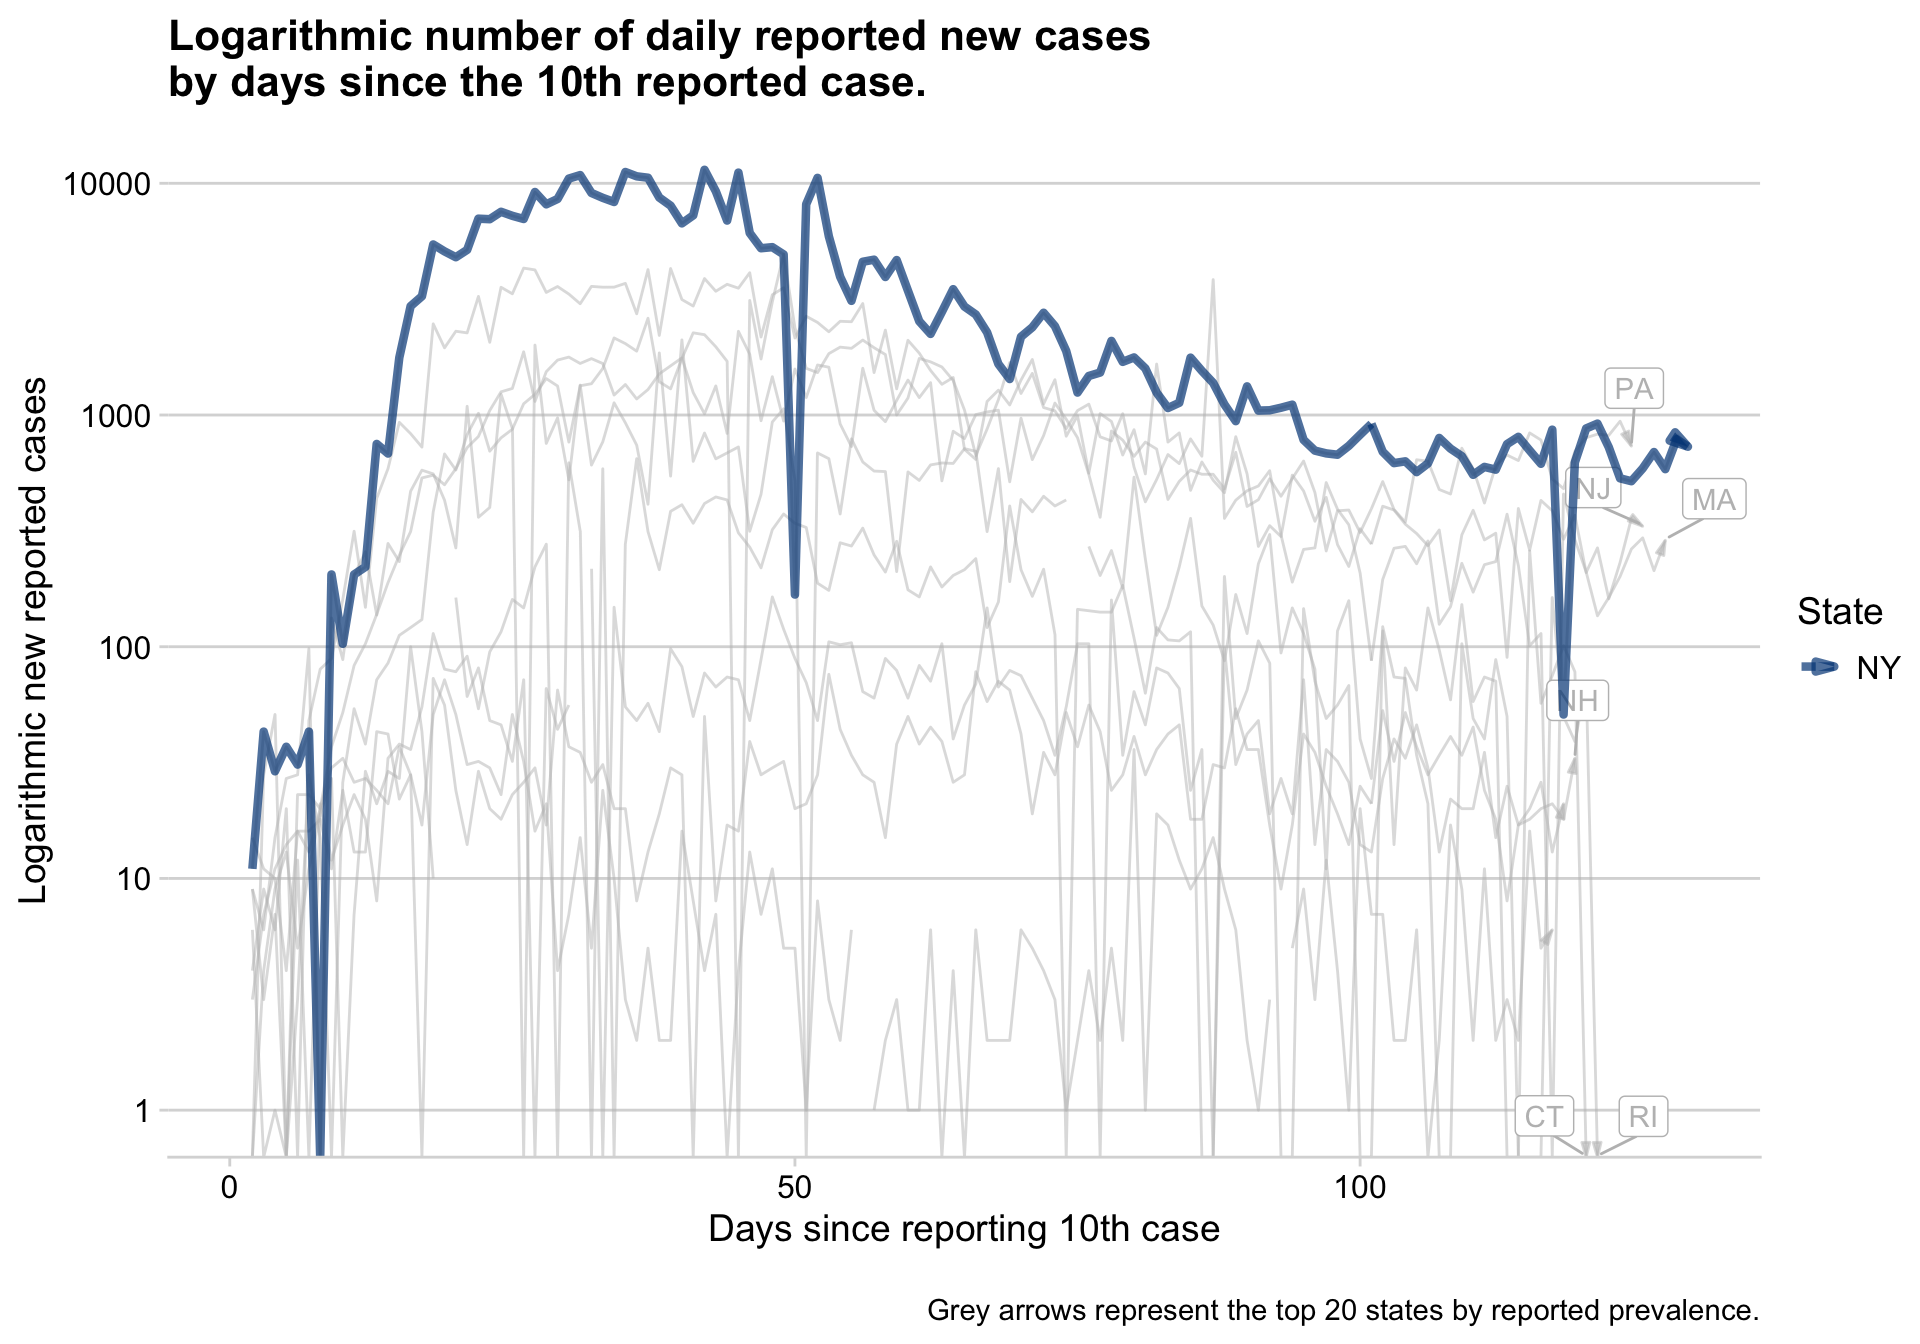 Logarithmic number of daily reported new cases
by days since the 10th reported case.
Logarithmic new reported cases
10000
1000
100
10
1
PA
NJ
MA
NH
CT
RI
State
NY
0
50
100
Days since reporting 10th case
Grey arrows represent the top 20 states by reported prevalence.